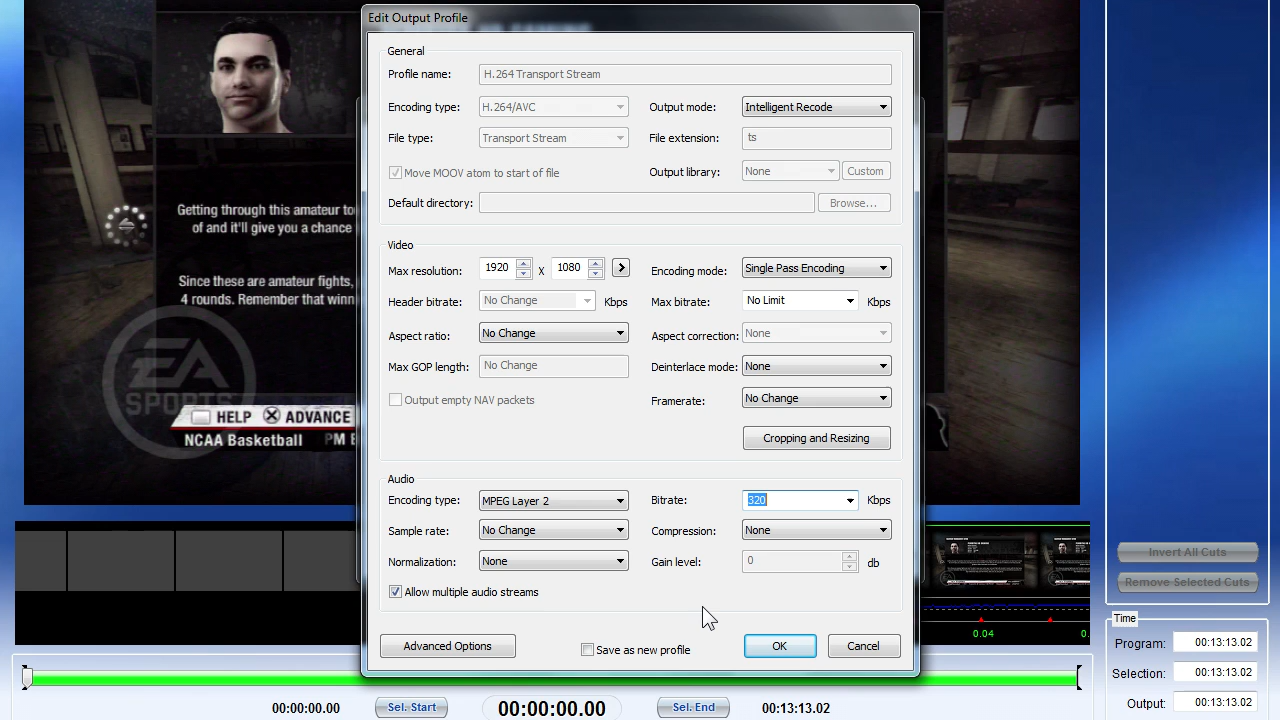 Edit Output Profile
General
Profile name: H.264 Transport Stream
Encoding type: H.264/AVC Output mode: Intelligent Recode
File type: Transport Stream File extension: ts
Move MOOV atom to start of file Output library: None Custom
Default directory: Browse...
Video
Max resolution: 1920 X 1080 > Encoding mode: Single Pass Encoding
Header bitrate: No Change Kbps Max bitrate: No Limit Kbps
Aspect ratio: No Change Aspect correction: None
Max GOP length: No Change Deinterlace mode: None
Output empty NAV packets Framerate: No Change
Cropping and Resizing
Audio
Encoding type: MPEG Layer 2 Bitrate: 320 Kbps
Sample rate: No Change Compression: None
Normalization: None Gain level: 0 db
Allow multiple audio streams
Advanced Options Save as new profile OK Cancel
Getting through this amateur
of and it'll give you a chance
Since these are amateur fights,
4 rounds. Remember that
EA
SPORTS
HELP ADVANCE
NCAA Basketball PM
0.04 0.
Invert All Cuts
Remove Selected Cuts
Time
Program: 00:13:13.02
Selection: 00:13:13.02
Output: 00:13:13.02
00:00:00.00 Sel. Start 00:00:00.00 Sel. End 00:13:13.02